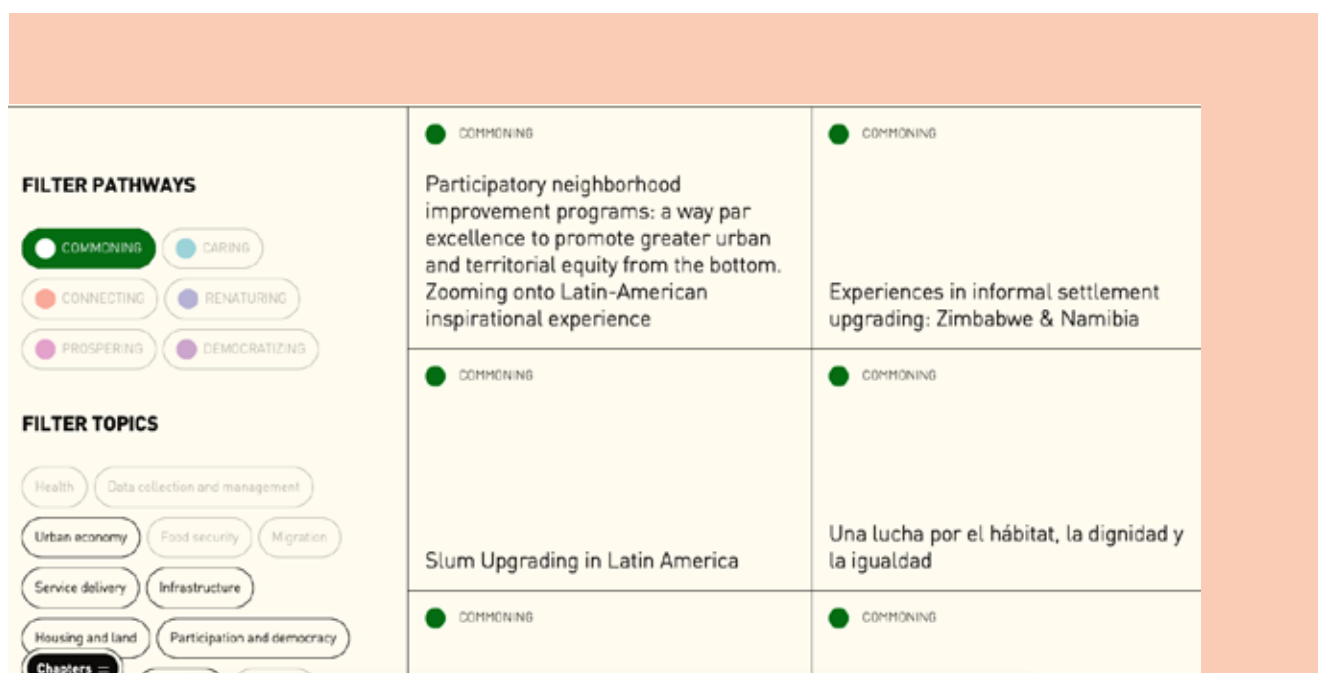 FILTER PATHWAYS
COMMONING
CARING
CONNECTING
RENATURING
PROSPERING
DEMOCRATIZING
FILTER TOPICS
Health
Data collection and management
Urban economy
Food security
Migration
Service delivery
Infrastructure
Housing and land
Participation and democracy
Chapters =
COMMONING
Participatory neighborhood
improvement programs: a way par
excellence to promote greater urban
and territorial equity from the bottom.
Zooming onto Latin-American
inspirational experience
COMMONING
Experiences in informal settlement
upgrading: Zimbabwe & Namibia
COMMONING
Slum Upgrading in Latin America
COMMONING
Una lucha por el hábitat, la dignidad y
la igualdad
COMMONING
COMMONING